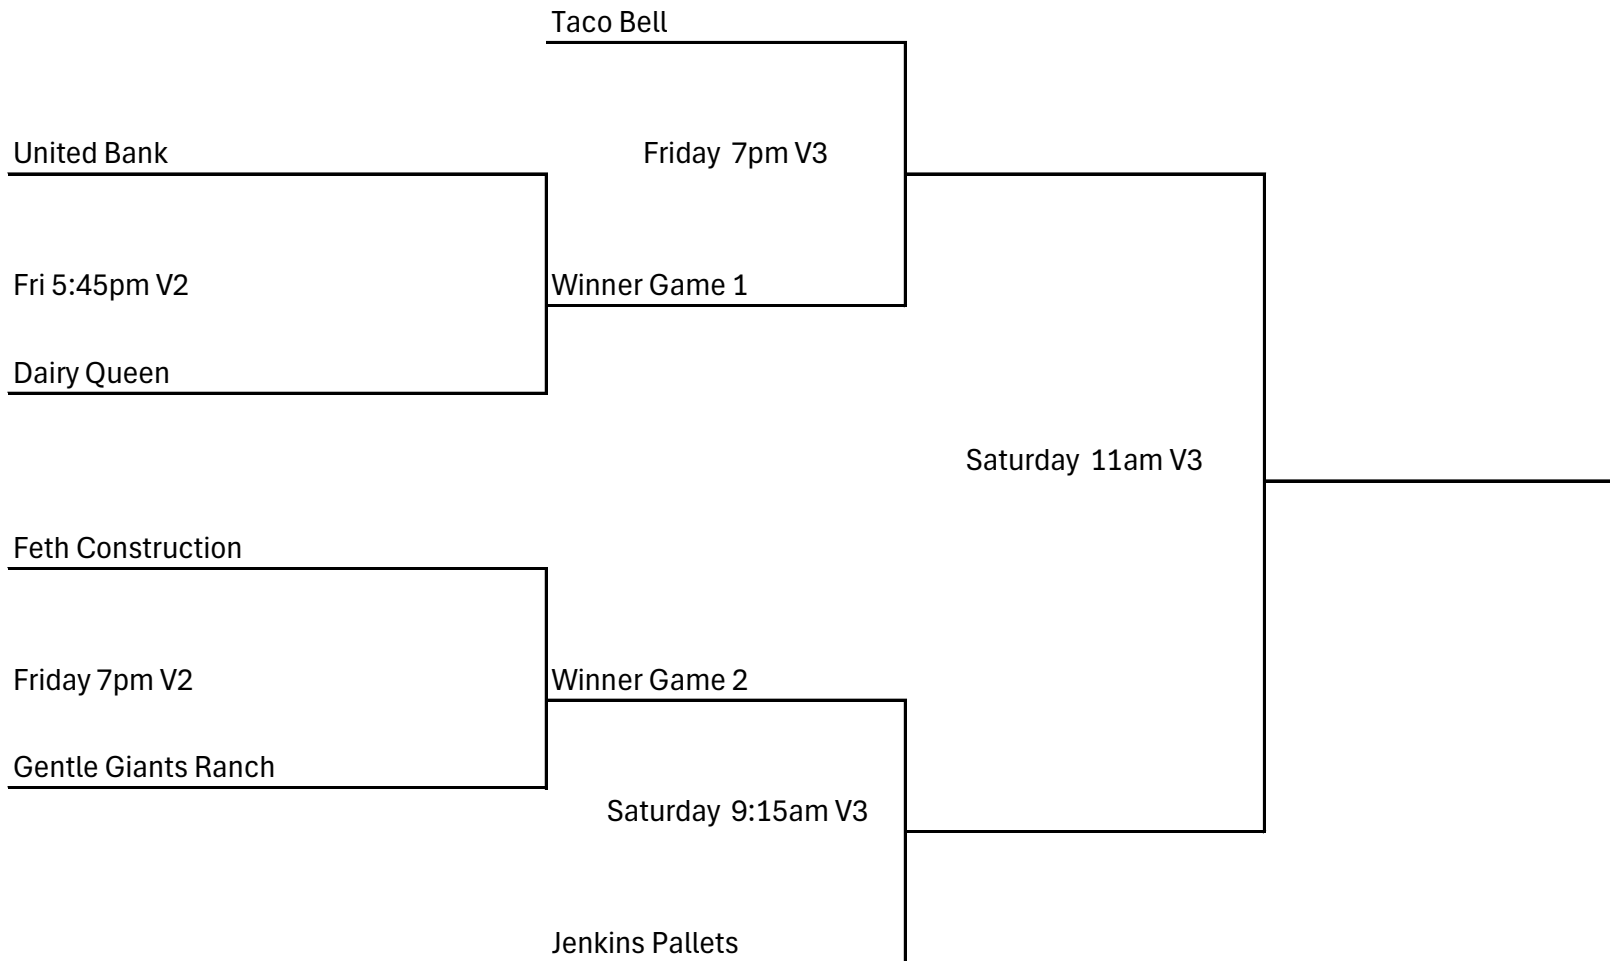 Taco Bell
United Bank
Friday 7pm V3
Fri 5:45pm V2
Winner Game 1
Dairy Queen
Saturday 11am V3
Feth Construction
Friday 7pm V2
Winner Game 2
Gentle Giants Ranch
Saturday 9:15am V3
Jenkins Pallets